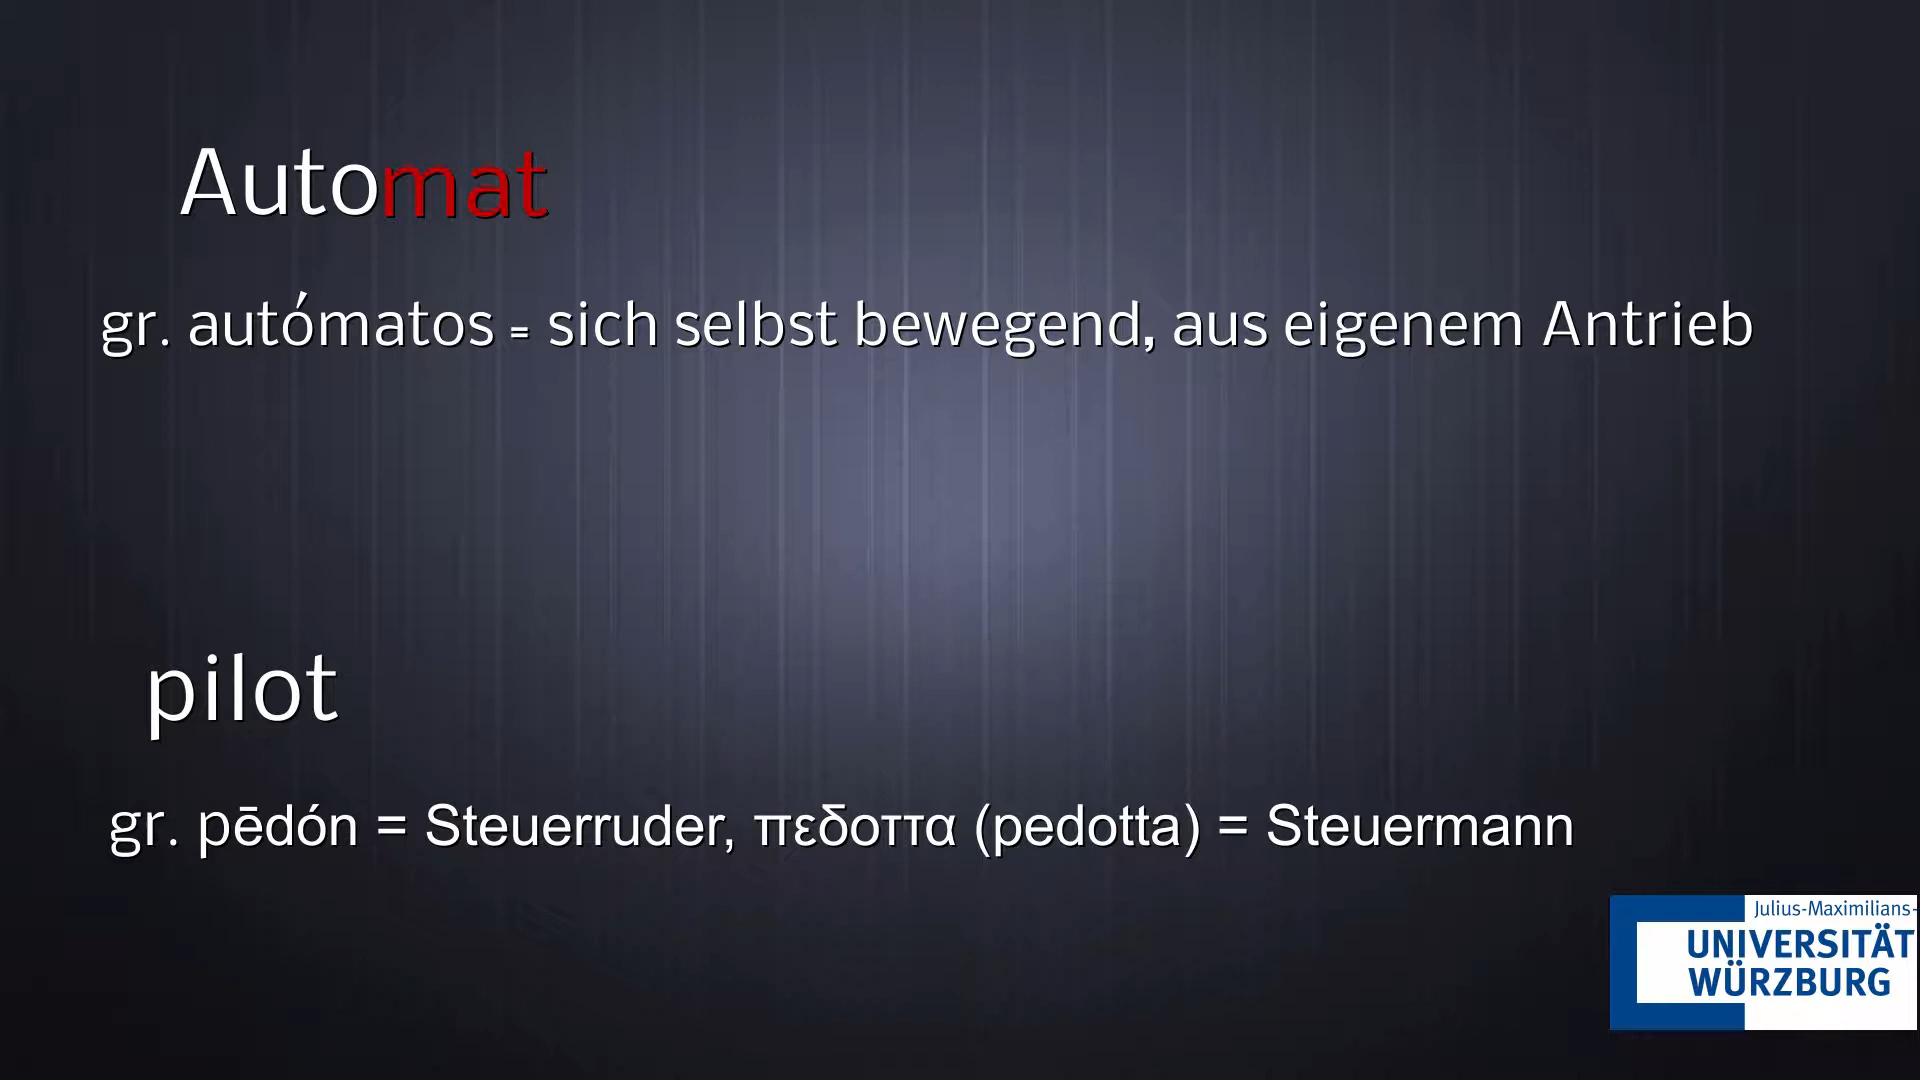 Automat
gr. autómatos = sich selbst bewegend, aus eigenem Antrieb
pilot
gr. pēdón = Steuerruder, πεδοττα (pedotta) = Steuermann
Julius-Maximilians-
UNIVERSITÄT
WÜRZBURG